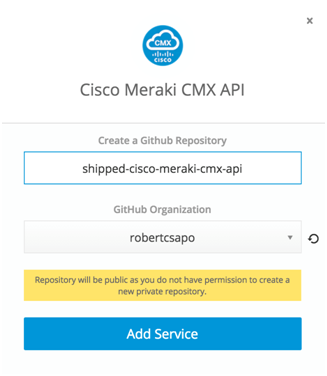 x
CMX
CISCO
Cisco Meraki CMX API
Create a Github Repository
shipped-cisco-meraki-cmx-api
GitHub Organization
robertcsapo
Repository will be public as you do not have permission to create a
new private repository.
Add Service